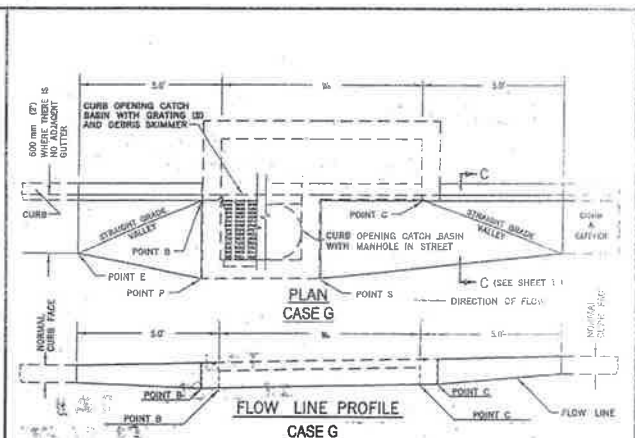 5.0'
W
5.0'
600 mm (2')
WHERE THERE IS
NO ADJACENT
GUTTER
CURB OPENING CATCH
BASIN WITH GRATING (S)
AND DEBRIS SKIMMER
C
CURB
STRAIGHT GRADE
VALLEY
POINT B
POINT C
STRAIGHT GRADE
VALLEY
CURB
&
GUTTER
CURB OPENING CATCH BASIN
WITH MANHOLE IN STREET
POINT E
POINT P
PLAN
CASE G
POINT S
C (SEE SHEET 1)
DIRECTION OF FLOW
NORMAL
CURB FACE
5.0'
W
5.0'
NORMAL
CURB FACE
POINT B
POINT C
POINT B
FLOW LINE PROFILE
CASE G
POINT C
FLOW LINE